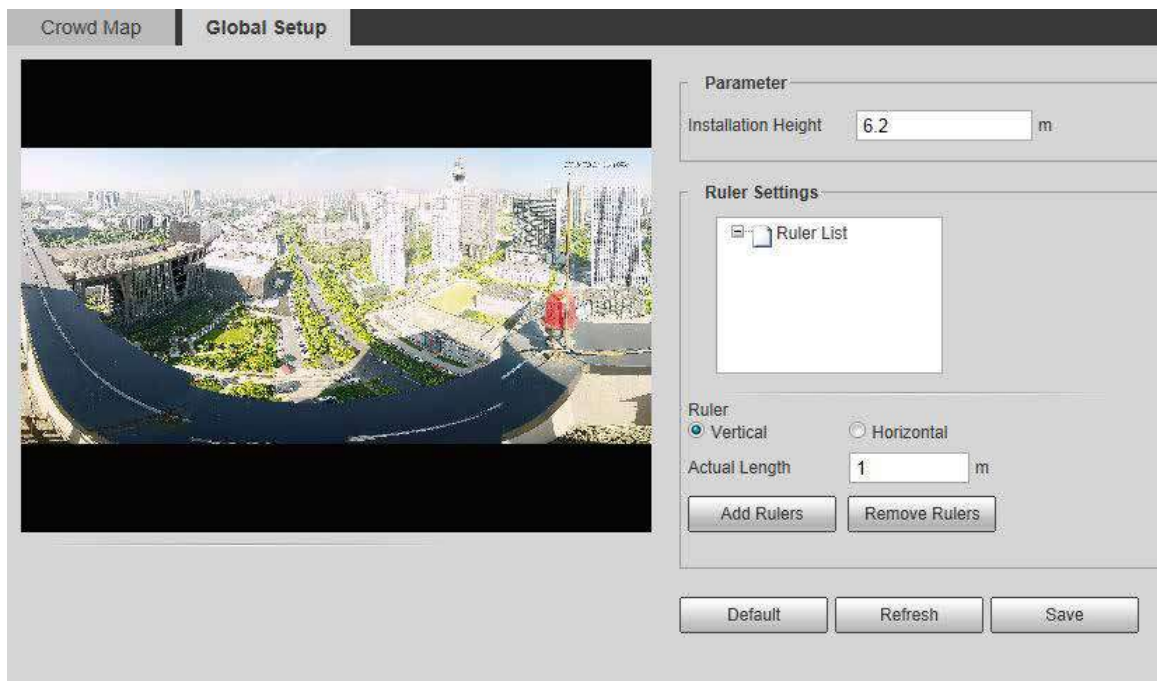 Crowd Map
Global Setup
Parameter
Installation Height 6.2 m
Ruler Settings
Ruler List
Ruler
Vertical Horizontal
Actual Length 1 m
Add Rulers Remove Rulers
Default Refresh Save